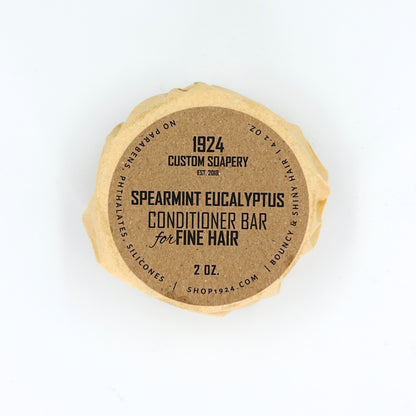 1924
CUSTOM SOAPERY
EST. 2018
SPEARMINT EUCALYPTUS
CONDITIONER BAR
for FINE HAIR
2 OZ.
NO PARABENS, PHTHALATES, SILICONES. | SHOP1924.COM | BOUNCY & SHINY HAIR. | 4.2 OZ